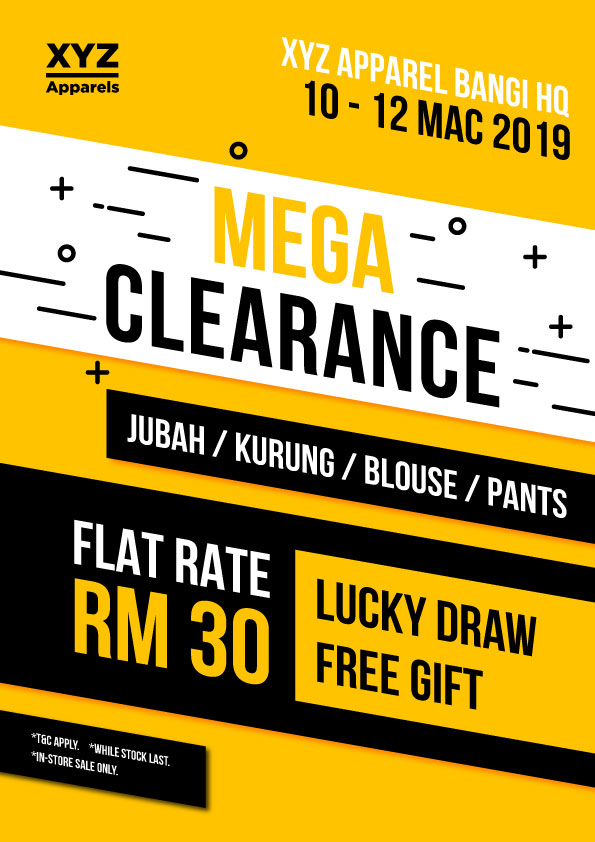 XYZ
Apparels
XYZ APPAREL BANGI HQ
10 - 12 MAC 2019
MEGA
CLEARANCE
JUBAH / KURUNG / BLOUSE / PANTS
FLAT RATE
RM 30
LUCKY DRAW
FREE GIFT
*T&C APPLY. *WHILE STOCK LAST.
*IN-STORE SALE ONLY.